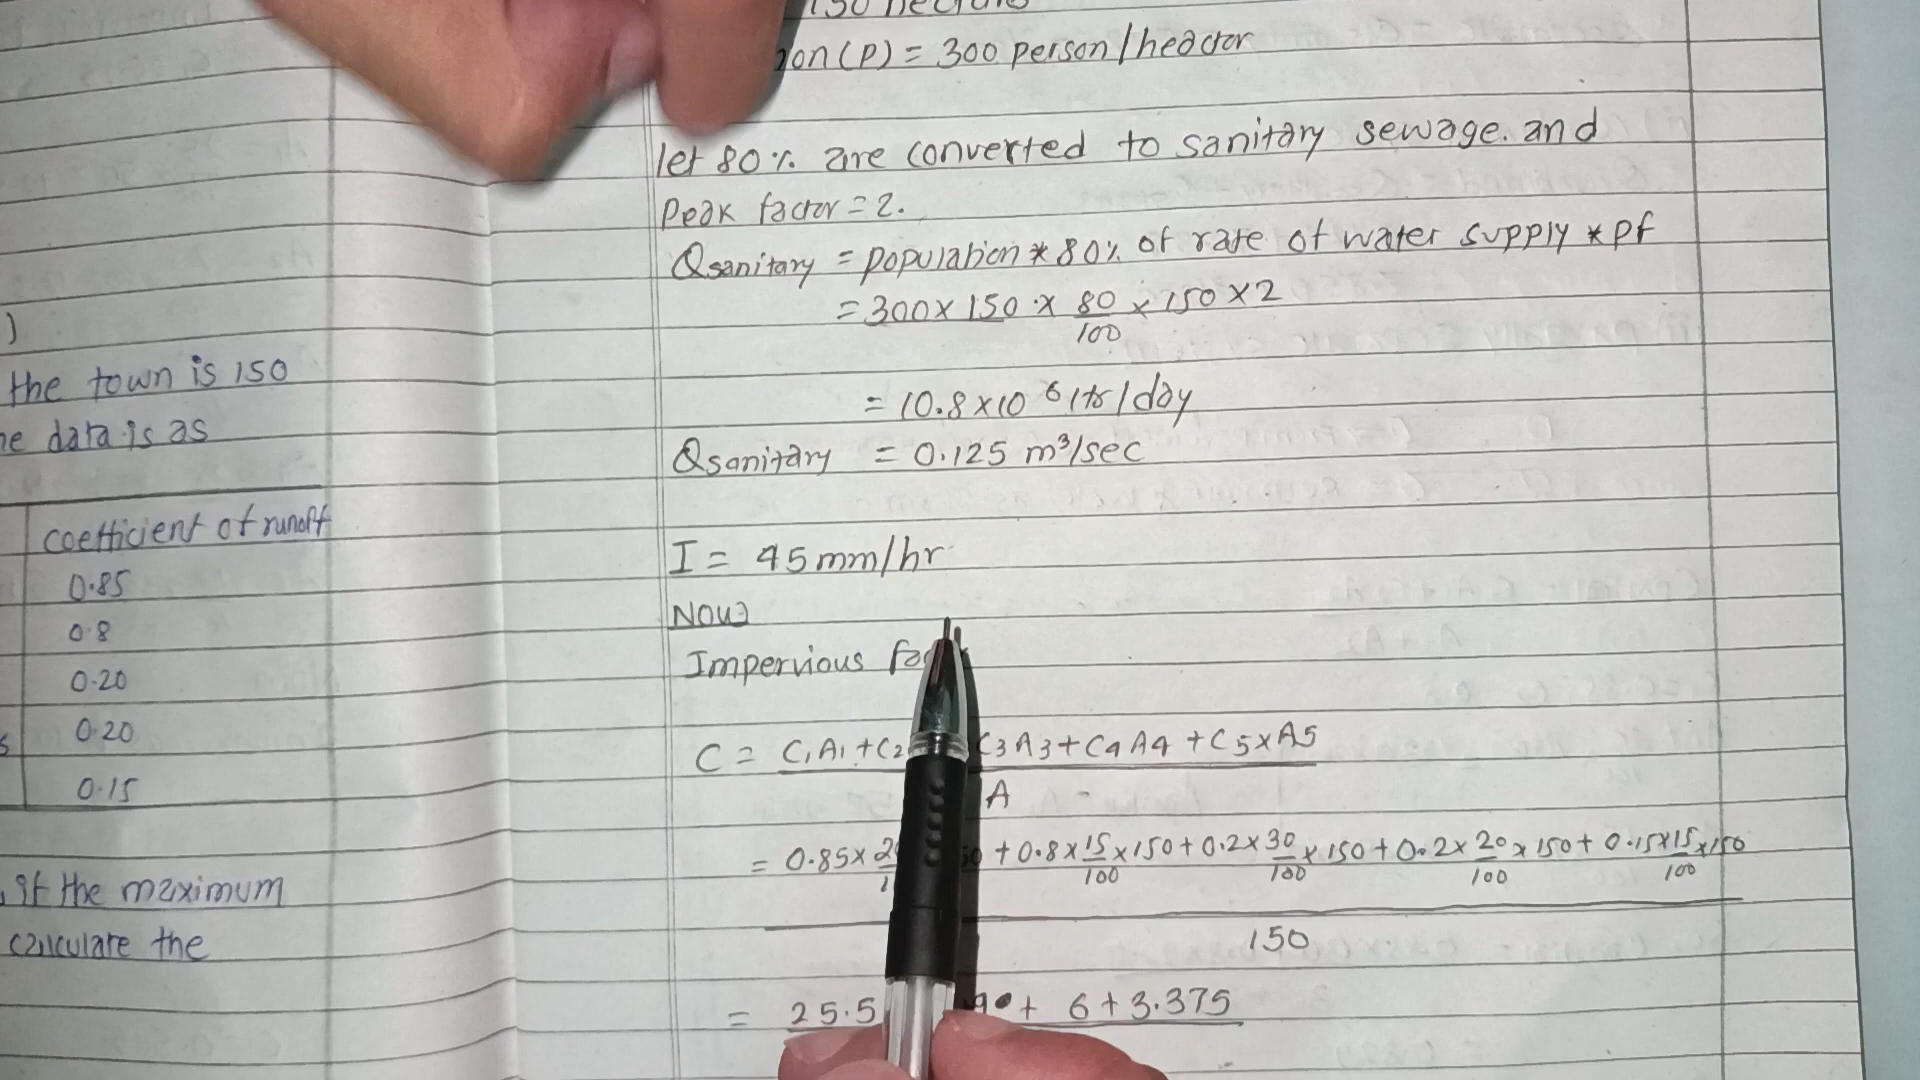 )
the town is 150
data is as
coefficient of runoff
0.85
0.8
0.20
0.20
0.15
If the maximum
calculate the
150
(P) = 300 person/heactor
let 80% are converted to sanitary sewage. and
Peak factor = 2.
Qsanitary = population * 80% of rate of water supply * Pf
= 300 x 150 x 80/100 x 150 x 2
= 10.8 x 10 6 ltr/day
Qsanitary = 0.125 m³/sec
I = 45 mm/hr
Now
Impervious
C = C1A1 + C2 C3A3 + C4A4 + C5 x A5
A
= 0.85 x + 0.8 x 15/100 x 150 + 0.2 x 30/100 x 150 + 0.2 x 20/100 x 150 + 0.15 x 15/100 x 150
150
= 25.5 + 6 + 3.375